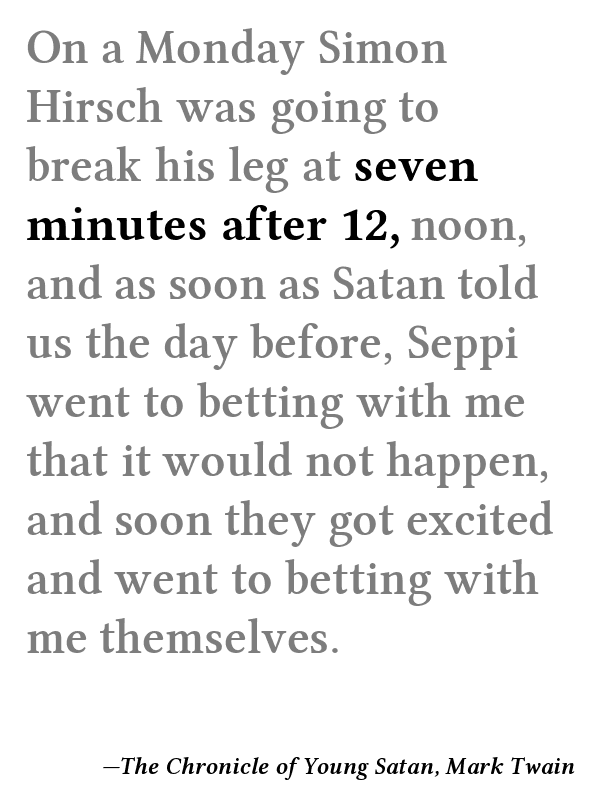 On a Monday Simon
Hirsch was going to
break his leg at seven
minutes after 12, noon,
and as soon as Satan told
us the day before, Seppi
went to betting with me
that it would not happen,
and soon they got excited
and went to betting with
me themselves.
—The Chronicle of Young Satan, Mark Twain